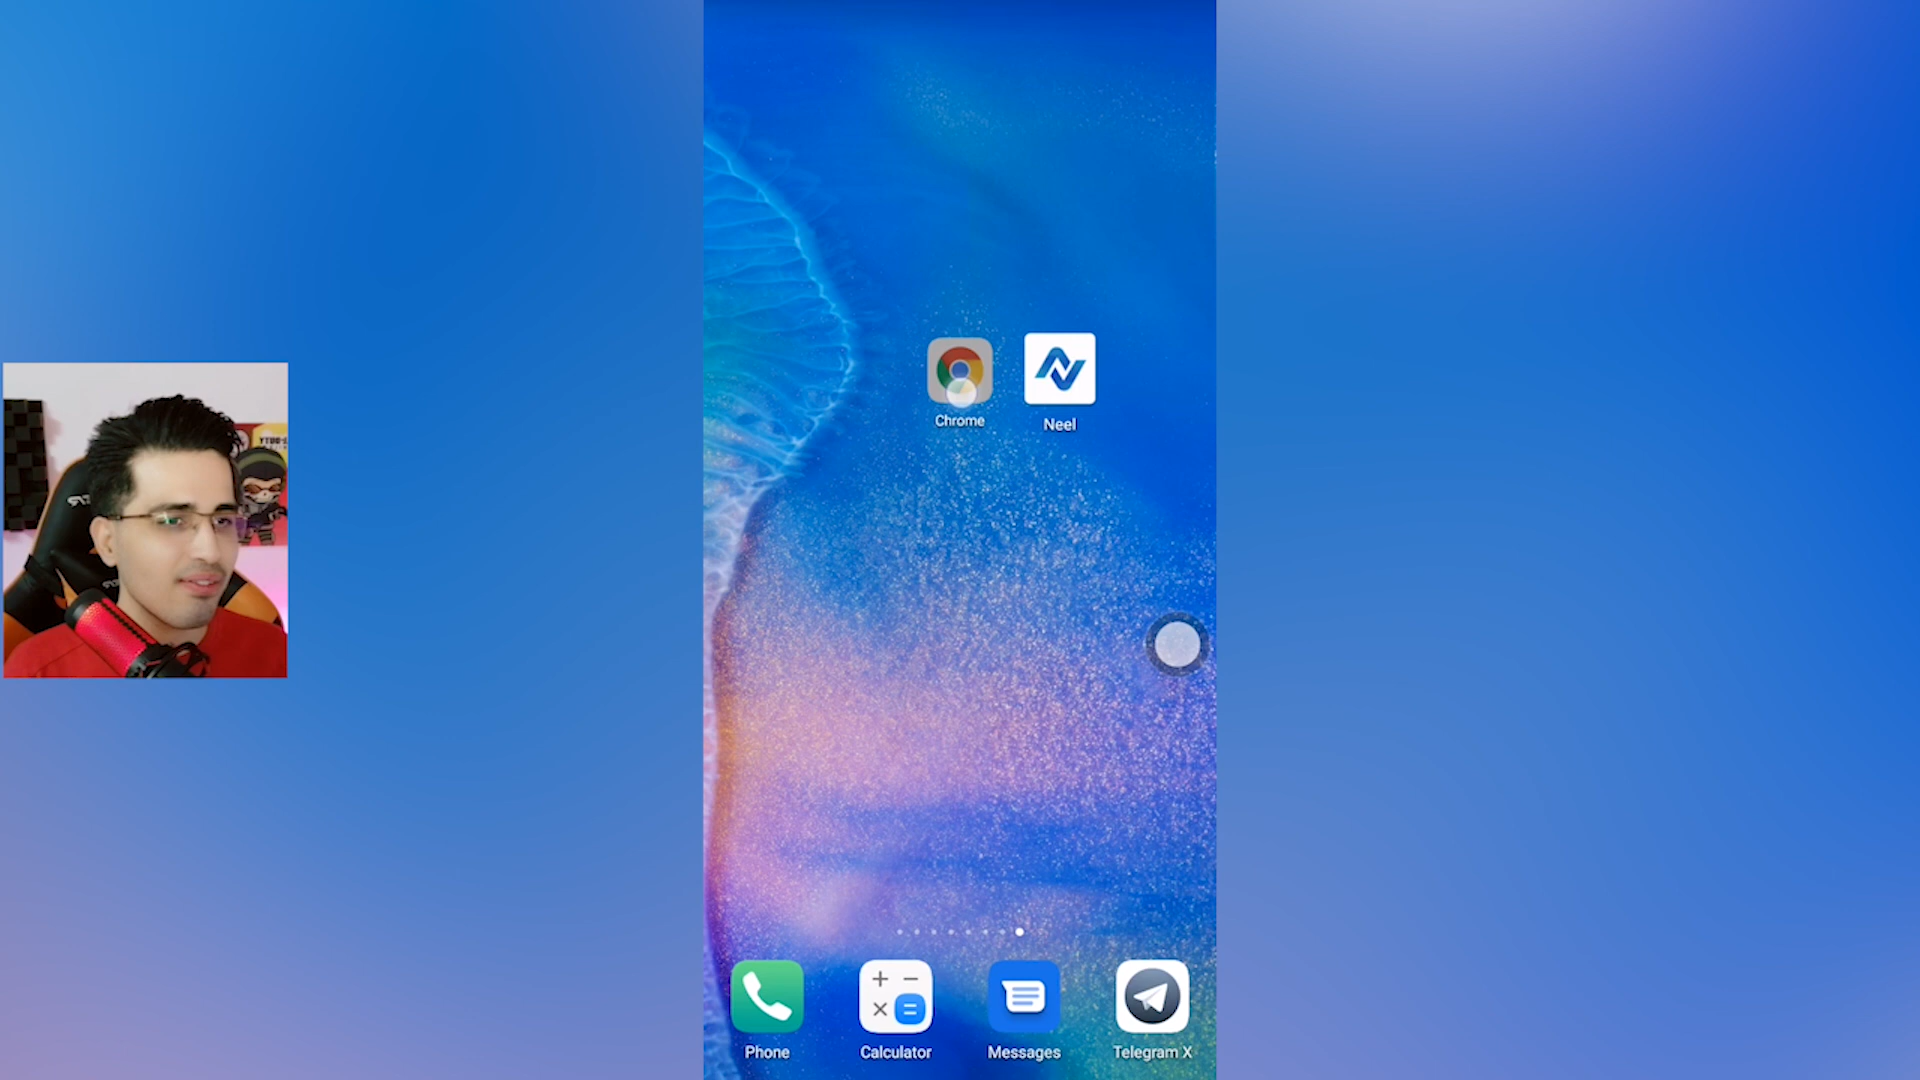 Chrome
Neel
Phone
Calculator
Messages
Telegram X